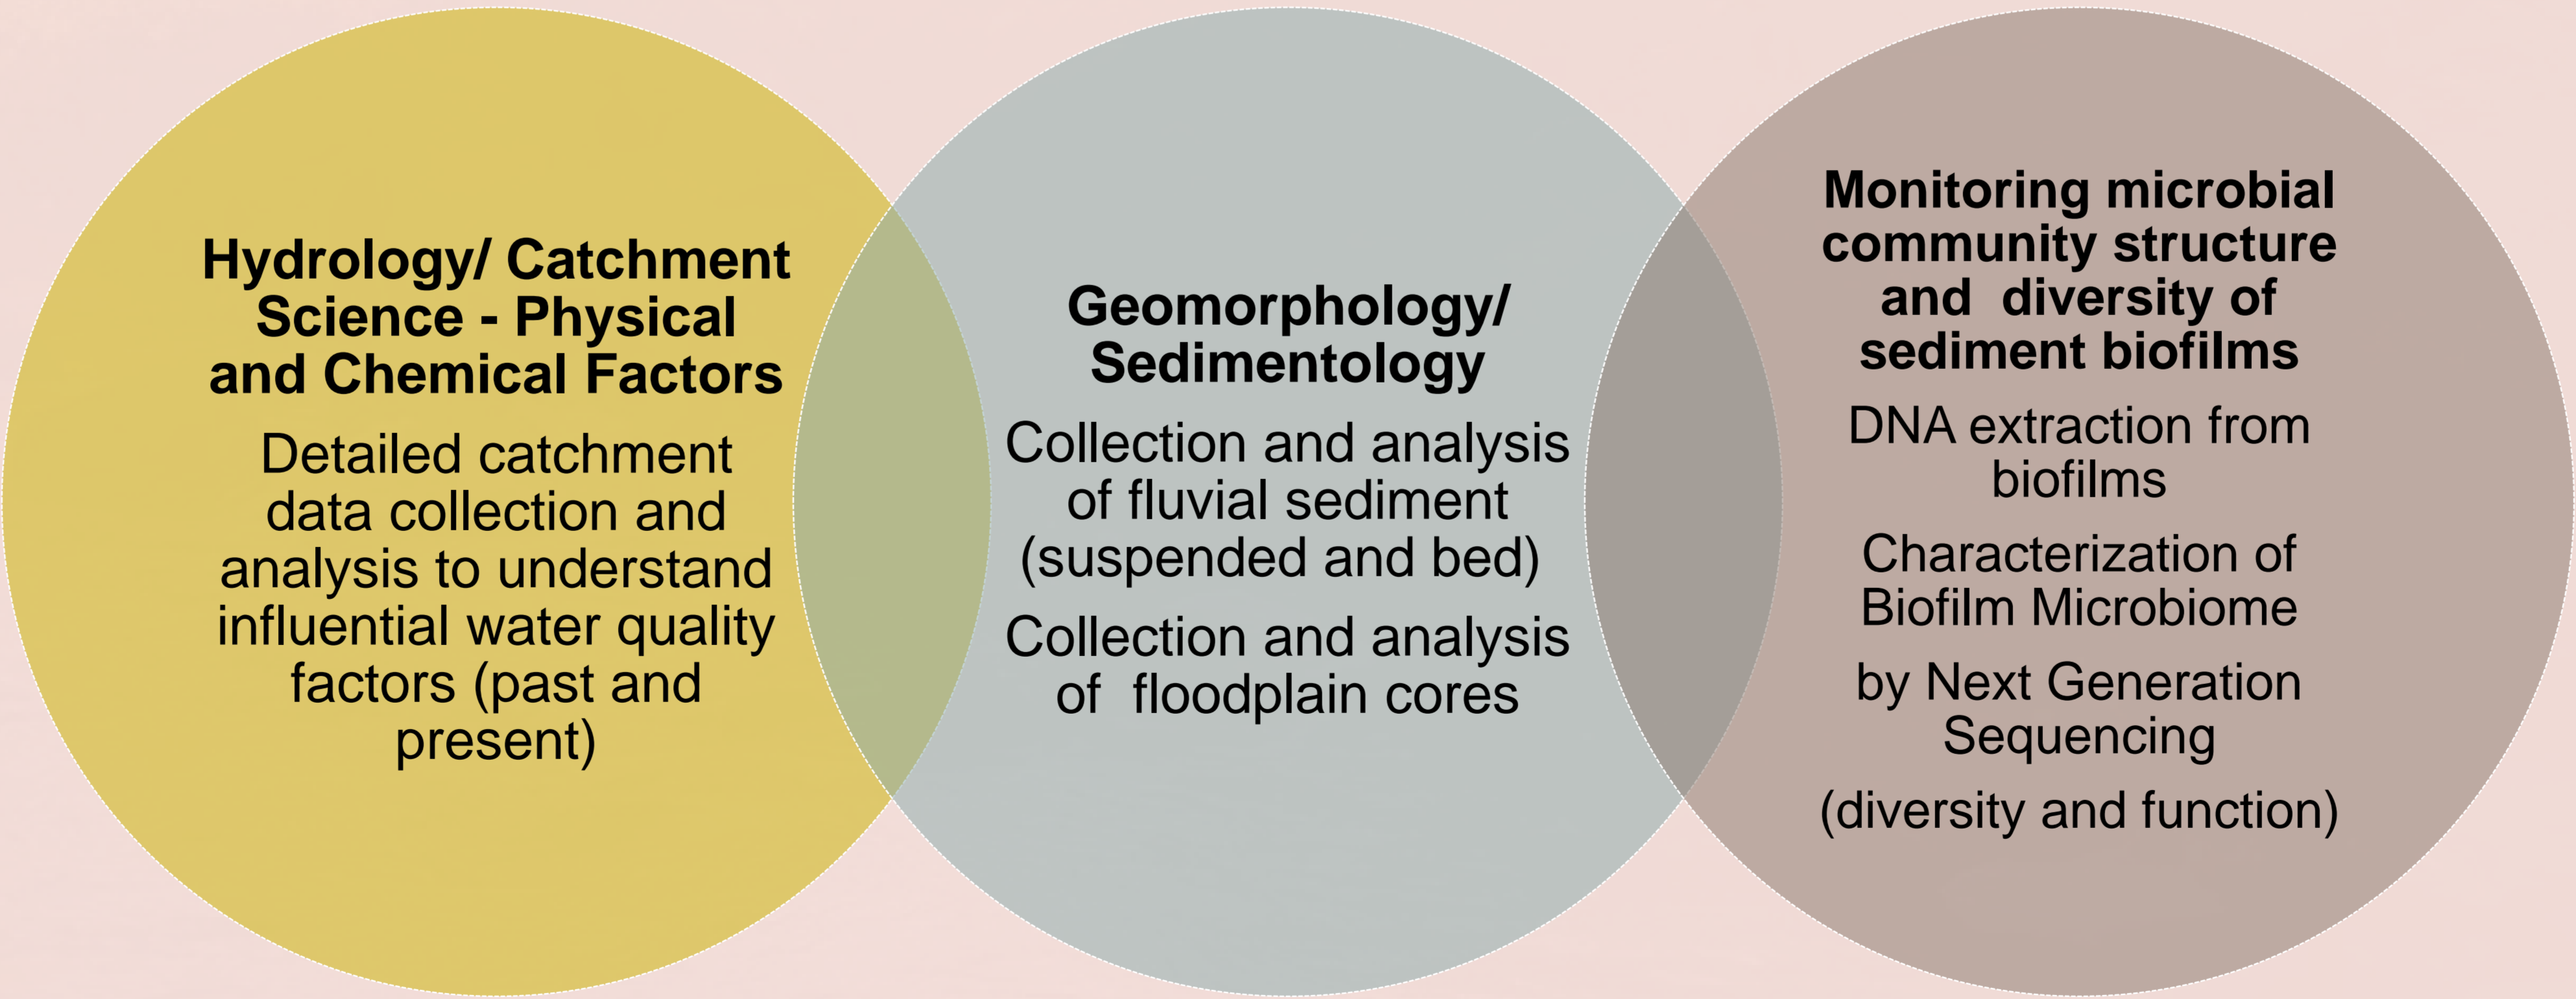 Hydrology/ Catchment
Science - Physical
and Chemical Factors
Detailed catchment
data collection and
analysis to understand
influential water quality
factors (past and
present)
Geomorphology/
Sedimentology
Collection and analysis
of fluvial sediment
(suspended and bed)
Collection and analysis
of  floodplain cores
Monitoring microbial
community structure
and  diversity of
sediment biofilms
DNA extraction from
biofilms
Characterization of
Biofilm Microbiome
by Next Generation
Sequencing
(diversity and function)